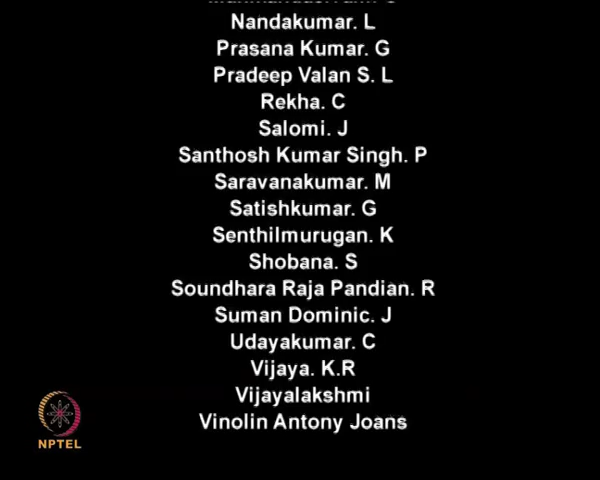 Nandakumar. L
Prasana Kumar. G
Pradeep Valan S. L
Rekha. C
Salomi. J
Santhosh Kumar Singh. P
Saravanakumar. M
Satishkumar. G
Senthilmurugan. K
Shobana. S
Soundhara Raja Pandian. R
Suman Dominic. J
Udayakumar. C
Vijaya. K.R
Vijayalakshmi
Vinolin Antony Joans
NPTEL